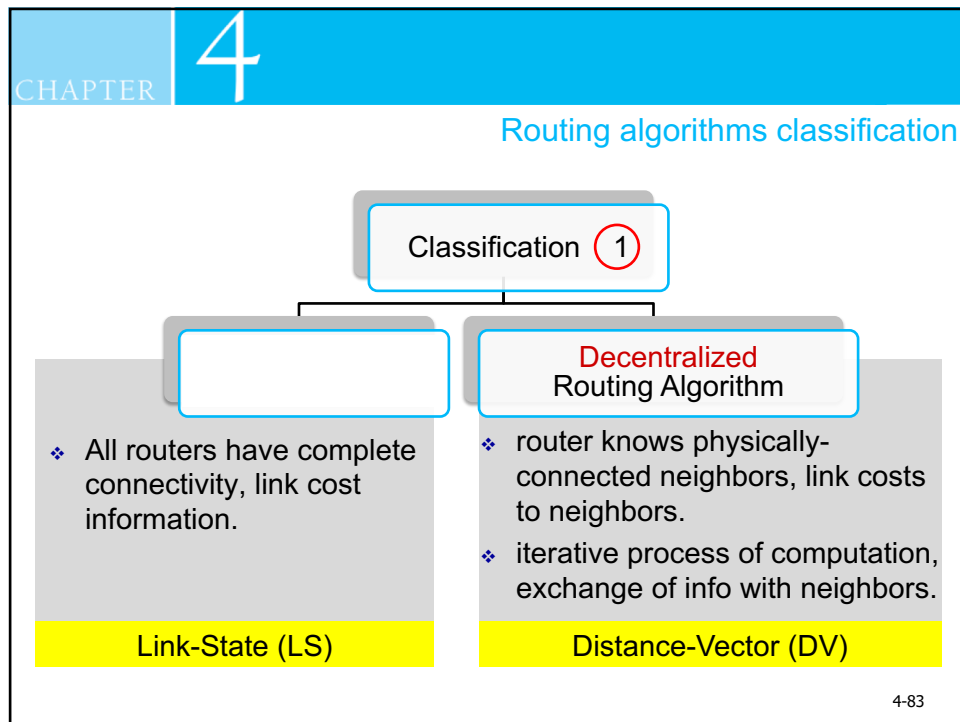 CHAPTER 4
Routing algorithms classification
Classification 1
Decentralized
Routing Algorithm
❖ All routers have complete
connectivity, link cost
information.
❖ router knows physically-
connected neighbors, link costs
to neighbors.
❖ iterative process of computation,
exchange of info with neighbors.
Link-State (LS)
Distance-Vector (DV)
4-83